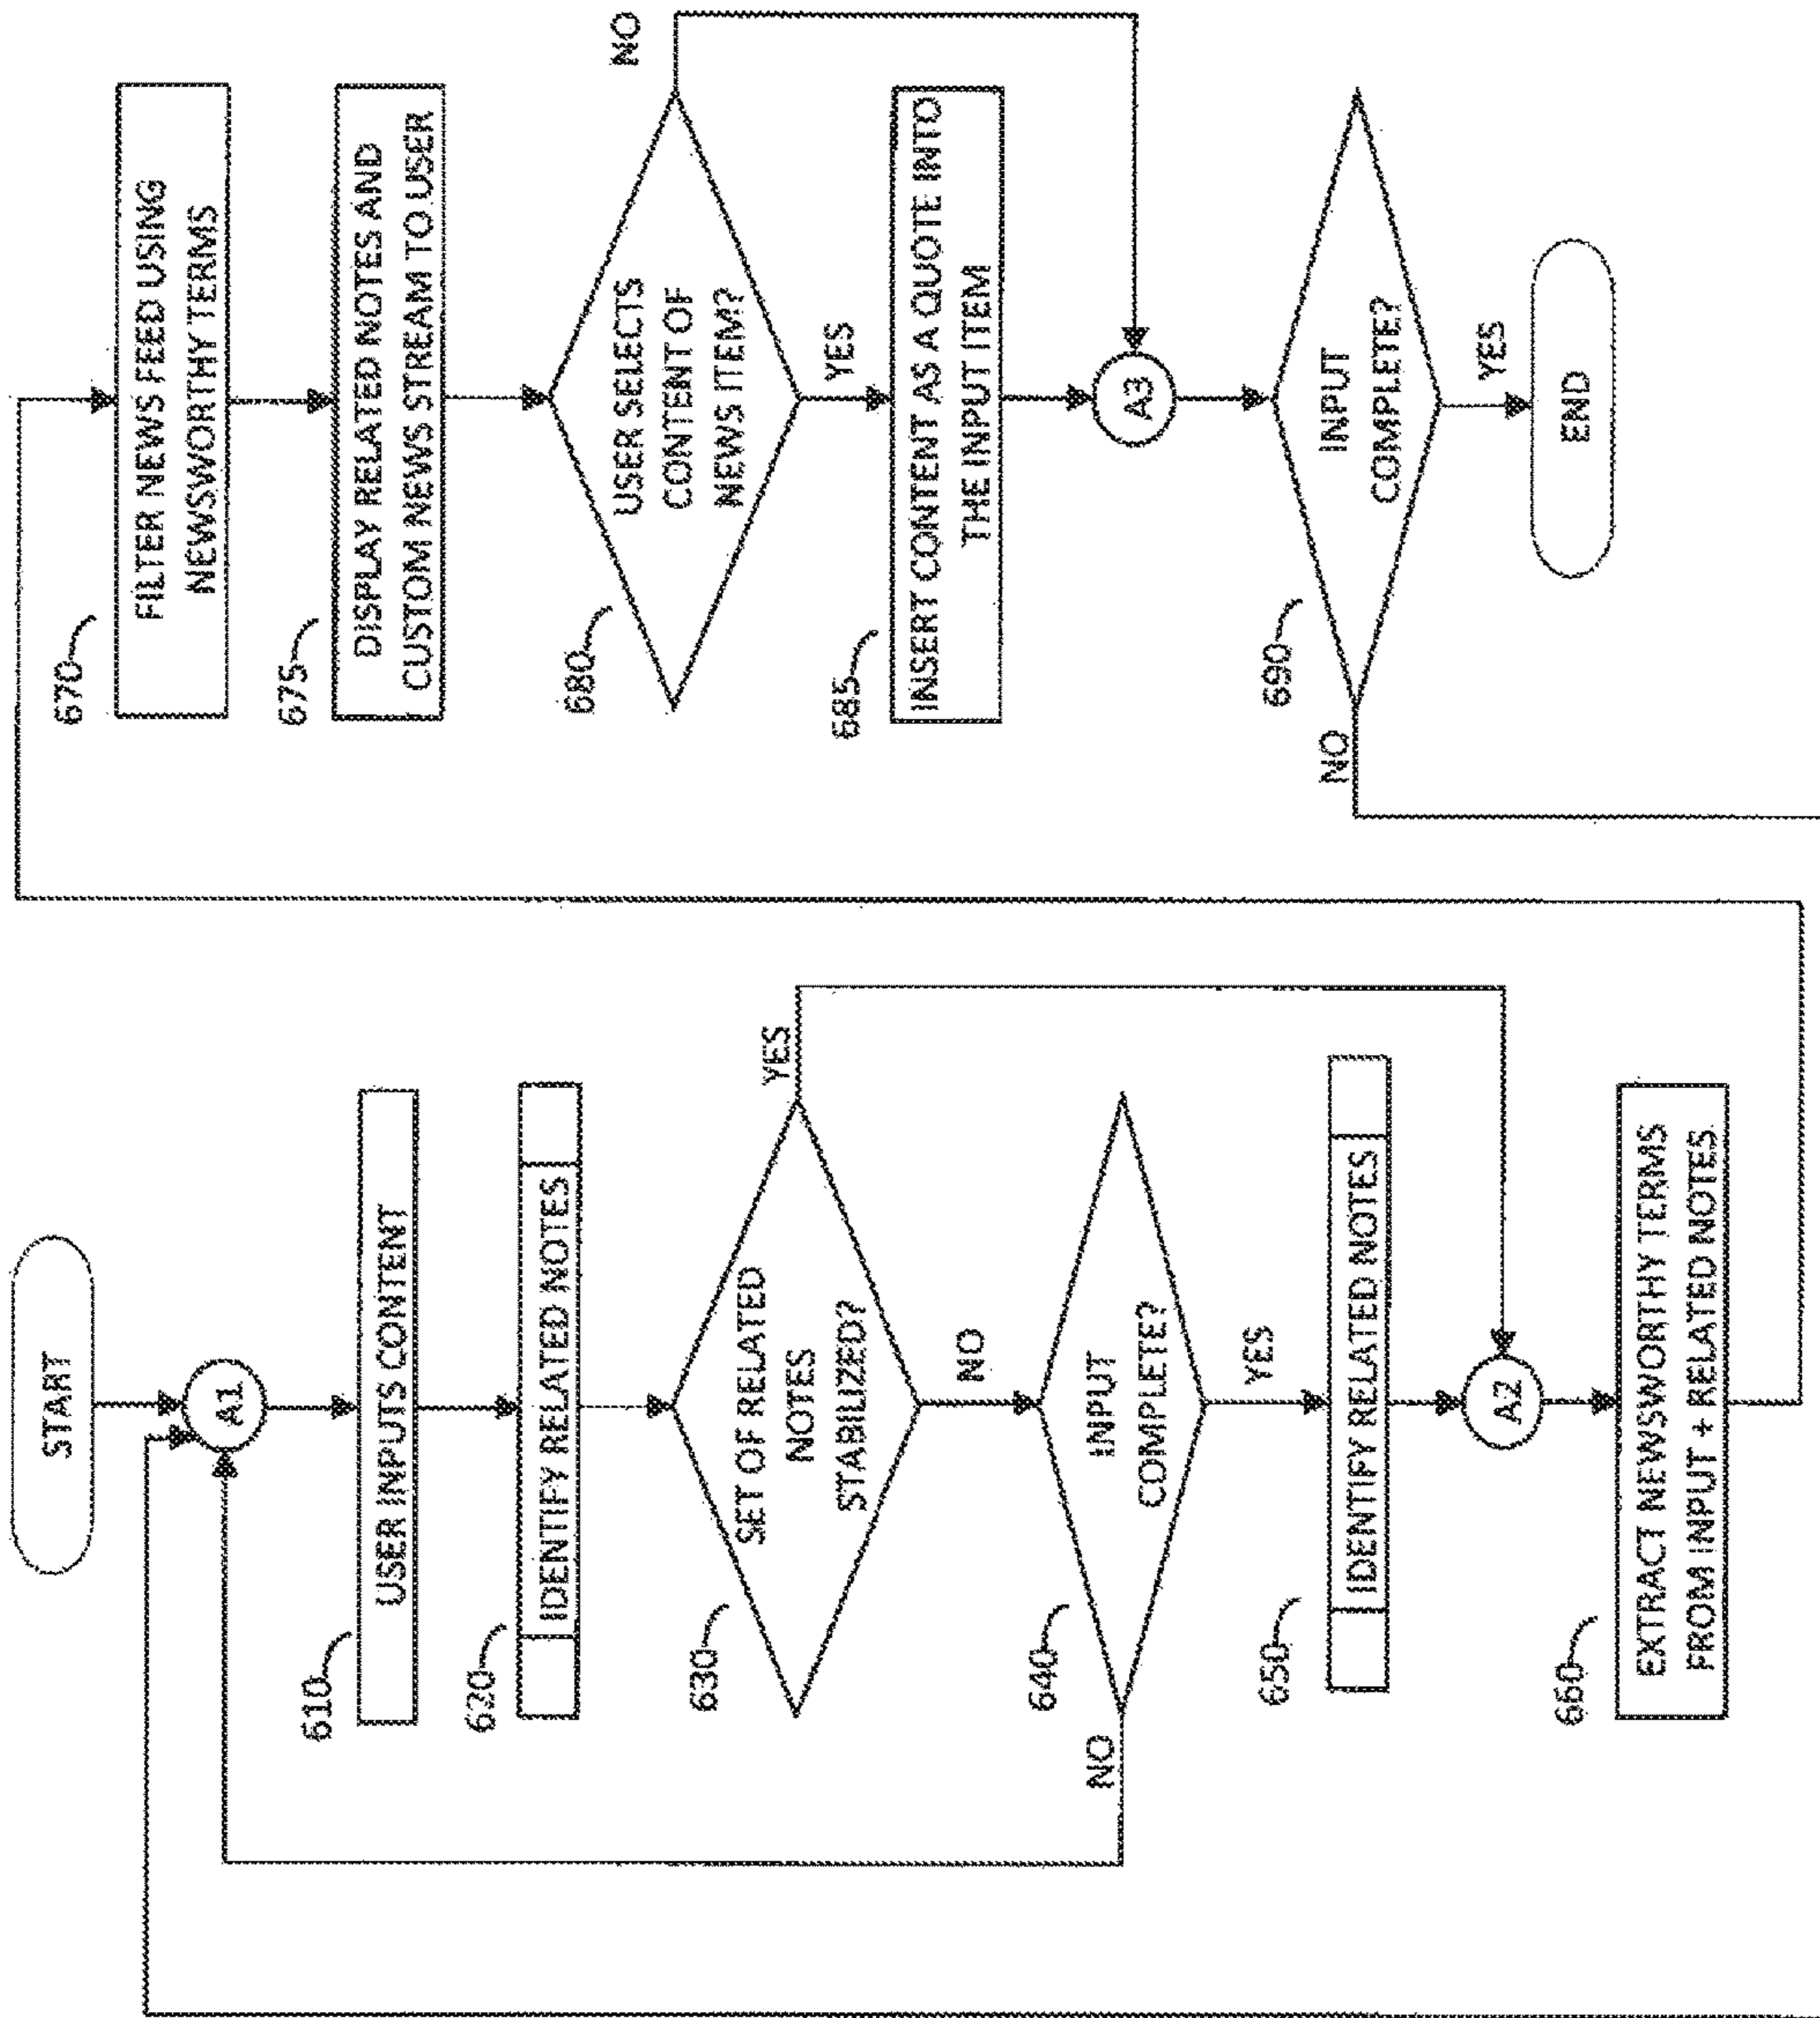 START
A1
610
USER INPUTS CONTENT
620
IDENTIFY RELATED NOTES
630
SET OF RELATED
NOTES
STABILIZED?
YES
NO
640
INPUT
COMPLETE?
NO
YES
650
IDENTIFY RELATED NOTES
A2
660
EXTRACT NEWSWORTHY TERMS
FROM INPUT + RELATED NOTES
670
FILTER NEWS FEED USING
NEWSWORTHY TERMS
675
DISPLAY RELATED NOTES AND
CUSTOM NEWS STREAM TO USER
680
USER SELECTS
CONTENT OF
NEWS ITEM?
NO
YES
685
INSERT CONTENT AS A QUOTE INTO
THE INPUT ITEM
A3
690
INPUT
COMPLETE?
NO
YES
END